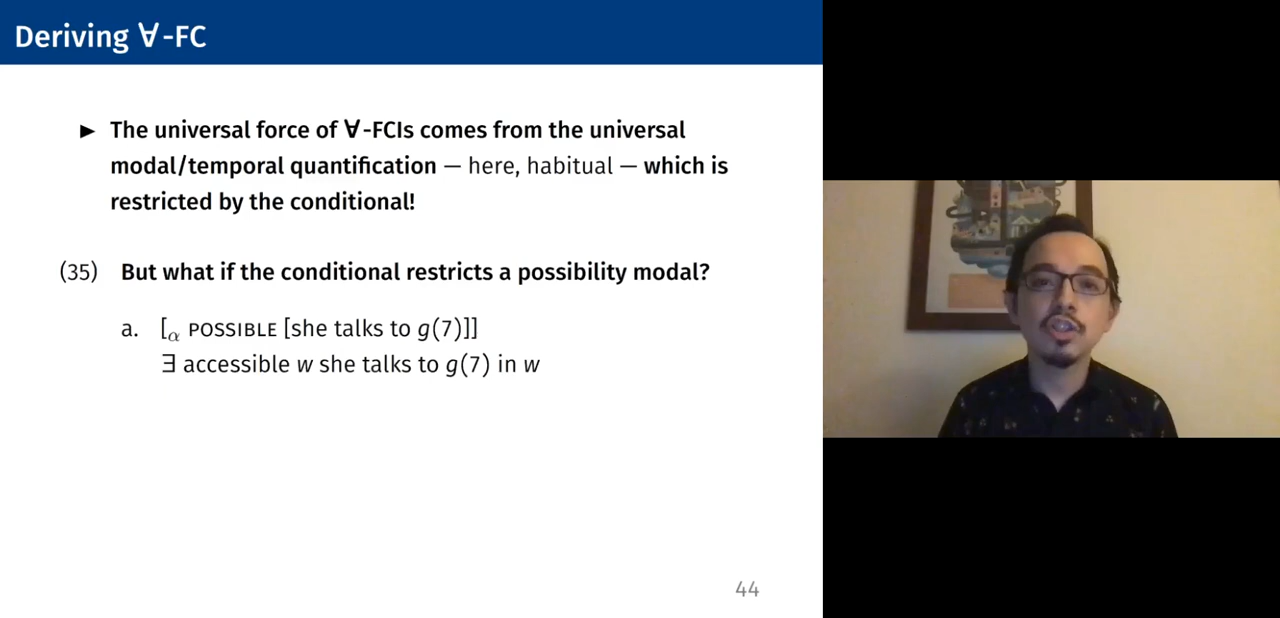 Deriving ∀-FC
► The universal force of ∀-FCIs comes from the universal
modal/temporal quantification — here, habitual — which is
restricted by the conditional!
(35) But what if the conditional restricts a possibility modal?
a. [α POSSIBLE [she talks to g(7)]]
∃ accessible w she talks to g(7) in w
44